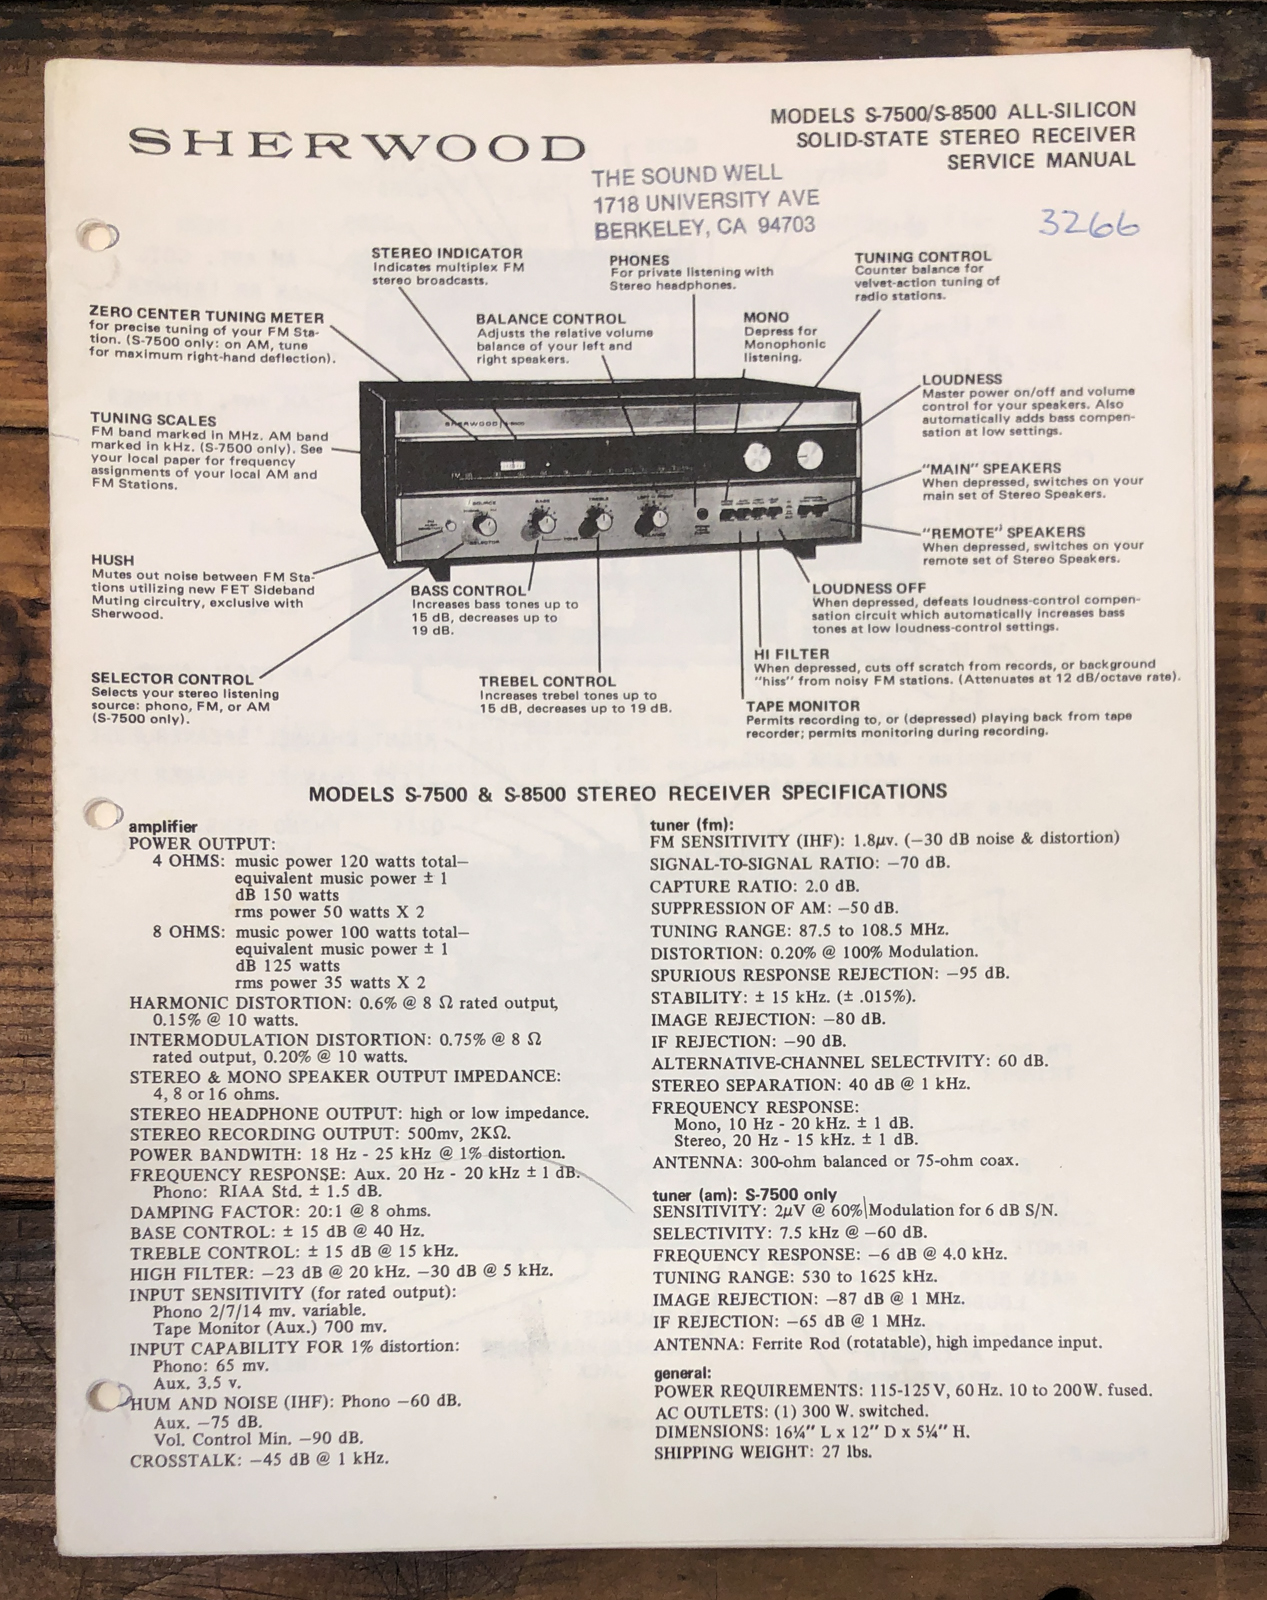 SHERWOOD
MODELS S-7500/S-8500 ALL-SILICON
SOLID-STATE STEREO RECEIVER
SERVICE MANUAL
THE SOUND WELL
1718 UNIVERSITY AVE
BERKELEY, CA 94703
3266
STEREO INDICATOR
Indicates multiplex FM
stereo broadcasts.
PHONES
For private listening with
Stereo headphones.
TUNING CONTROL
Counter balance for
velvet-action tuning of
radio stations.
ZERO CENTER TUNING METER
for precise tuning of your FM Sta-
tion. (S-7500 only: on AM, tune
for maximum right-hand deflection).
BALANCE CONTROL
Adjusts the relative volume
balance of your left and
right speakers.
MONO
Depress for
Monophonic
listening.
LOUDNESS
Master power on/off and volume
control for your speakers. Also
automatically adds bass compen-
sation at low settings.
TUNING SCALES
FM band marked in MHz. AM band
marked in kHz. (S-7500 only). See
your local paper for frequency
assignments of your local AM and
FM Stations.
"MAIN" SPEAKERS
When depressed, switches on your
main set of Stereo Speakers.
"REMOTE" SPEAKERS
When depressed, switches on your
remote set of Stereo Speakers.
HUSH
Mutes out noise between FM Sta-
tions utilizing new FET Sideband
Muting circuitry, exclusive with
Sherwood.
BASS CONTROL
Increases bass tones up to
15 dB, decreases up to
19 dB.
LOUDNESS OFF
When depressed, defeats loudness-control compen-
sation circuit which automatically increases bass
tones at low loudness-control settings.
HI FILTER
When depressed, cuts off scratch from records, or background
"hiss" from noisy FM stations. (Attenuates at 12 dB/octave rate).
SELECTOR CONTROL
Selects your stereo listening
source: phono, FM, or AM
(S-7500 only).
TREBEL CONTROL
Increases trebel tones up to
15 dB, decreases up to 19 dB.
TAPE MONITOR
Permits recording to, or (depressed) playing back from tape
recorder; permits monitoring during recording.
MODELS S-7500 & S-8500 STEREO RECEIVER SPECIFICATIONS
amplifier
POWER OUTPUT:
4 OHMS: music power 120 watts total—
equivalent music power ± 1
dB 150 watts
rms power 50 watts X 2
8 OHMS: music power 100 watts total—
equivalent music power ± 1
dB 125 watts
rms power 35 watts X 2
HARMONIC DISTORTION: 0.6% @ 8 Ω rated output,
0.15% @ 10 watts.
INTERMODULATION DISTORTION: 0.75% @ 8 Ω
rated output, 0.20% @ 10 watts.
STEREO & MONO SPEAKER OUTPUT IMPEDANCE:
4, 8 or 16 ohms.
STEREO HEADPHONE OUTPUT: high or low impedance.
STEREO RECORDING OUTPUT: 500mv, 2KΩ.
POWER BANDWITH: 18 Hz - 25 kHz @ 1% distortion.
FREQUENCY RESPONSE: Aux. 20 Hz - 20 kHz ± 1 dB.
Phono: RIAA Std. ± 1.5 dB.
DAMPING FACTOR: 20:1 @ 8 ohms.
BASE CONTROL: ± 15 dB @ 40 Hz.
TREBLE CONTROL: ± 15 dB @ 15 kHz.
HIGH FILTER: −23 dB @ 20 kHz. −30 dB @ 5 kHz.
INPUT SENSITIVITY (for rated output):
Phono 2/7/14 mv. variable.
Tape Monitor (Aux.) 700 mv.
INPUT CAPABILITY FOR 1% distortion:
Phono: 65 mv.
Aux. 3.5 v.
HUM AND NOISE (IHF): Phono −60 dB.
Aux. −75 dB.
Vol. Control Min. −90 dB.
CROSSTALK: −45 dB @ 1 kHz.
tuner (fm):
FM SENSITIVITY (IHF): 1.8μv. (−30 dB noise & distortion)
SIGNAL-TO-SIGNAL RATIO: −70 dB.
CAPTURE RATIO: 2.0 dB.
SUPPRESSION OF AM: −50 dB.
TUNING RANGE: 87.5 to 108.5 MHz.
DISTORTION: 0.20% @ 100% Modulation.
SPURIOUS RESPONSE REJECTION: −95 dB.
STABILITY: ± 15 kHz. (± .015%).
IMAGE REJECTION: −80 dB.
IF REJECTION: −90 dB.
ALTERNATIVE-CHANNEL SELECTIVITY: 60 dB.
STEREO SEPARATION: 40 dB @ 1 kHz.
FREQUENCY RESPONSE:
Mono, 10 Hz - 20 kHz. ± 1 dB.
Stereo, 20 Hz - 15 kHz. ± 1 dB.
ANTENNA: 300-ohm balanced or 75-ohm coax.
tuner (am): S-7500 only
SENSITIVITY: 2μV @ 60% Modulation for 6 dB S/N.
SELECTIVITY: 7.5 kHz @ −60 dB.
FREQUENCY RESPONSE: −6 dB @ 4.0 kHz.
TUNING RANGE: 530 to 1625 kHz.
IMAGE REJECTION: −87 dB @ 1 MHz.
IF REJECTION: −65 dB @ 1 MHz.
ANTENNA: Ferrite Rod (rotatable), high impedance input.
general:
POWER REQUIREMENTS: 115-125V, 60Hz. 10 to 200W. fused.
AC OUTLETS: (1) 300 W. switched.
DIMENSIONS: 16¼″ L x 12″ D x 5¼″ H.
SHIPPING WEIGHT: 27 lbs.